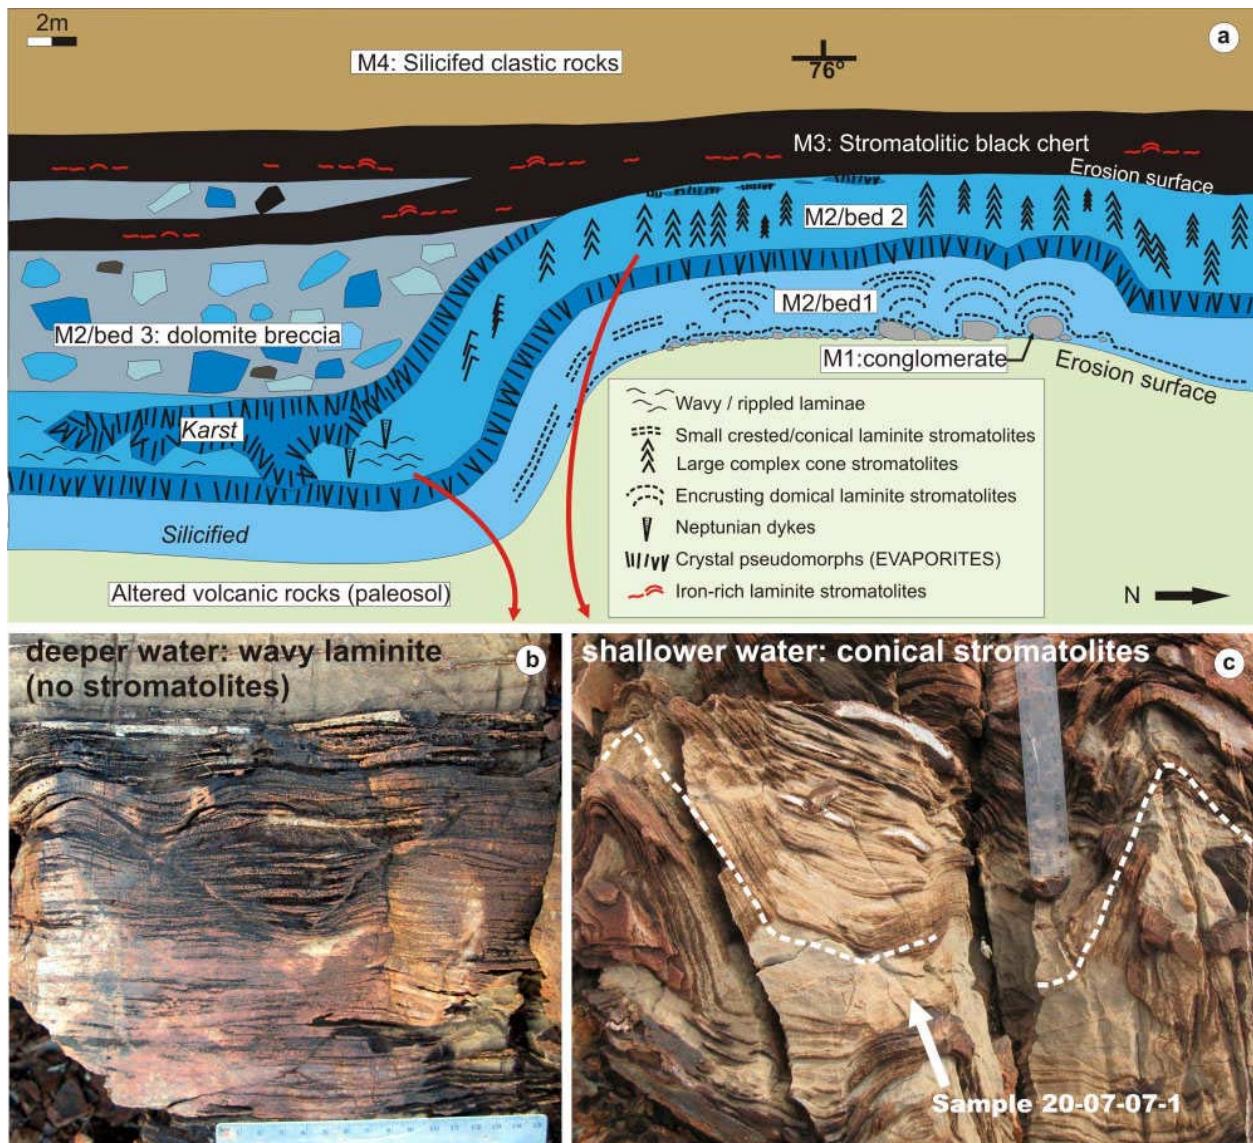 2m
a
M4: Silicifed clastic rocks
76°
M3: Stromatolitic black chert
Erosion surface
M2/bed 2
M2/bed1
M2/bed 3: dolomite breccia
M1:conglomerate
Erosion surface
Karst
Wavy / rippled laminae
Small crested/conical laminite stromatolites
Large complex cone stromatolites
Encrusting domical laminite stromatolites
Neptunian dykes
Crystal pseudomorphs (EVAPORITES)
Iron-rich laminite stromatolites
Silicified
Altered volcanic rocks (paleosol)
N
deeper water: wavy laminite
(no stromatolites)
b
shallower water: conical stromatolites
c
Sample 20-07-07-1